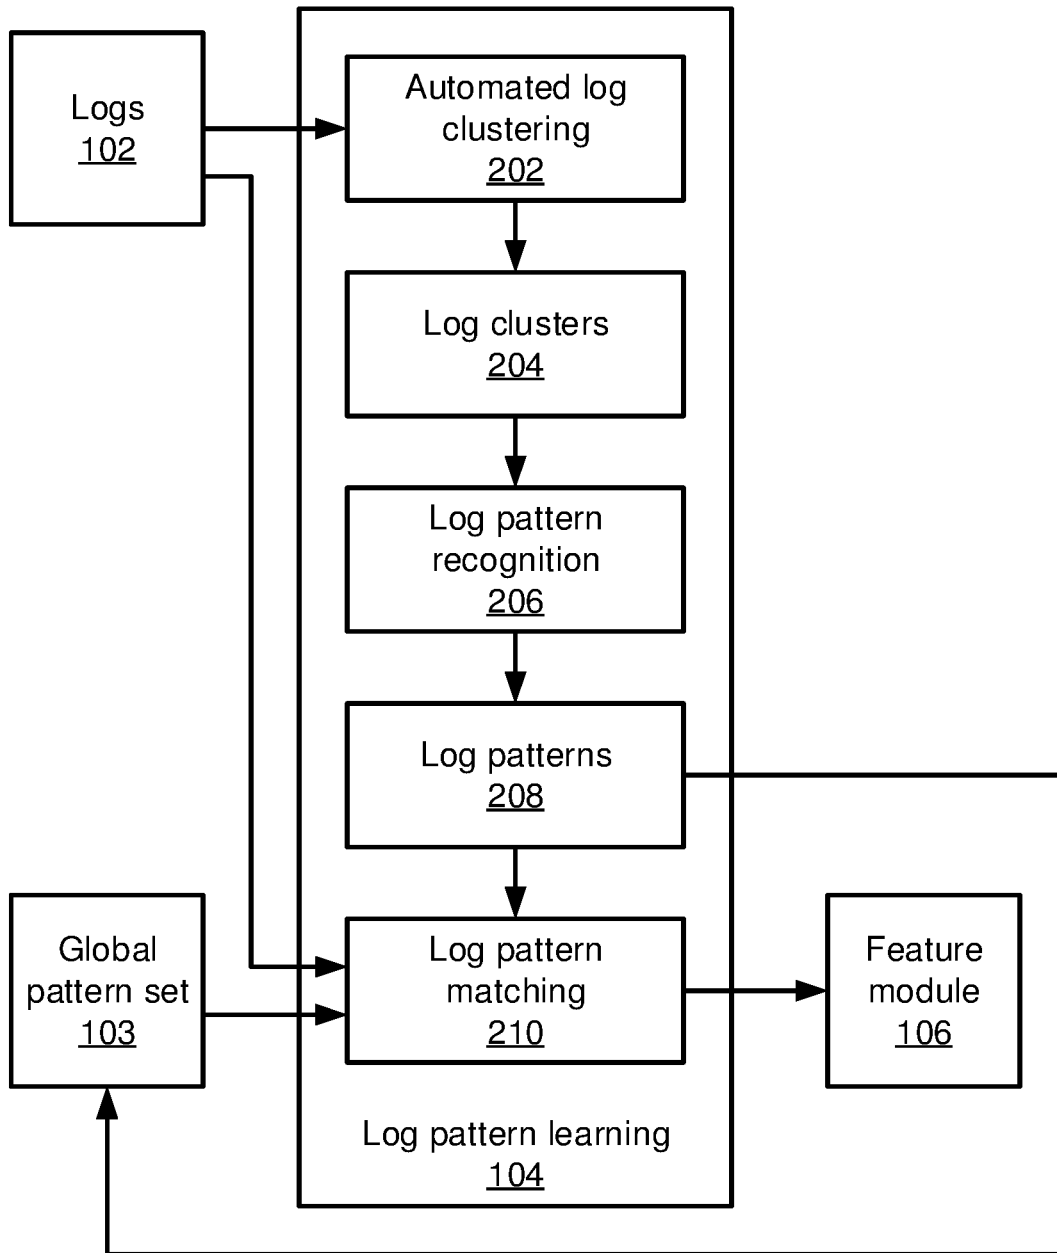 Logs
102
Automated log
clustering
202
Log clusters
204
Log pattern
recognition
206
Log patterns
208
Global
pattern set
103
Log pattern
matching
210
Feature
module
106
Log pattern learning
104